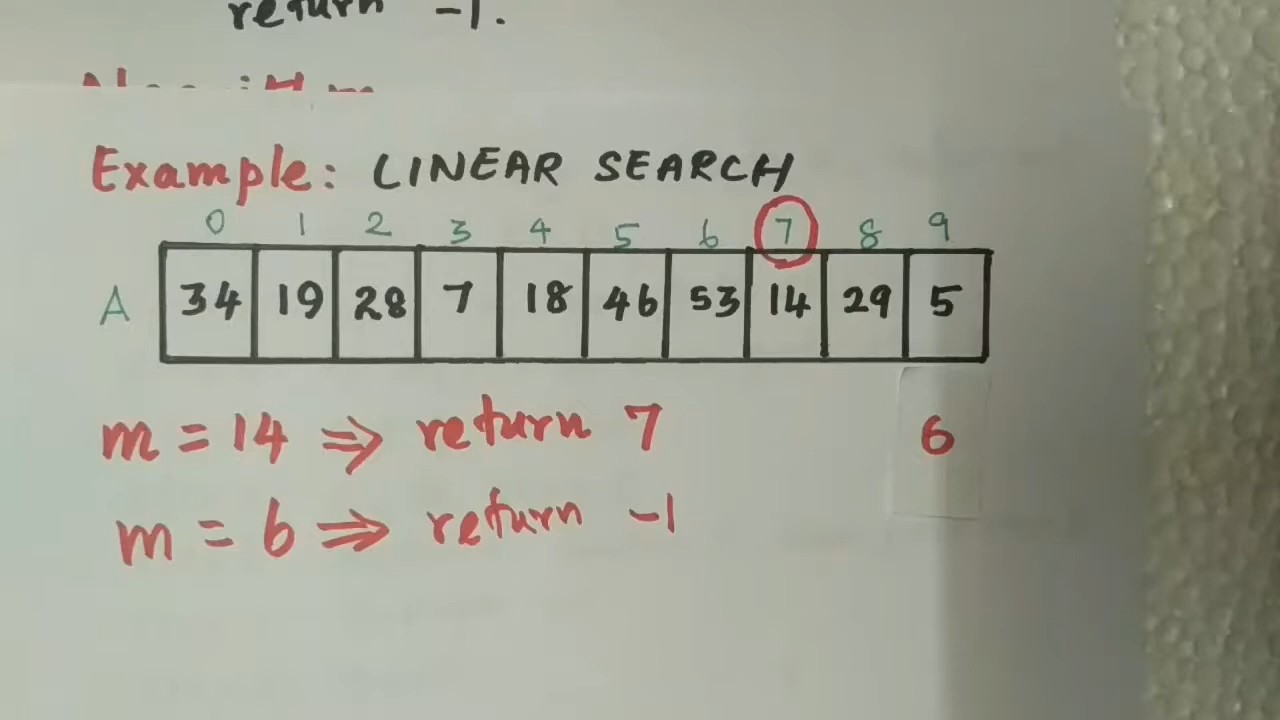 return -1.
Example: LINEAR SEARCH
0 1 2 3 4 5 6 7 8 9
A 34 19 28 7 18 46 53 14 29 5
m = 14 ⇒ return 7 6
m = 6 ⇒ return -1